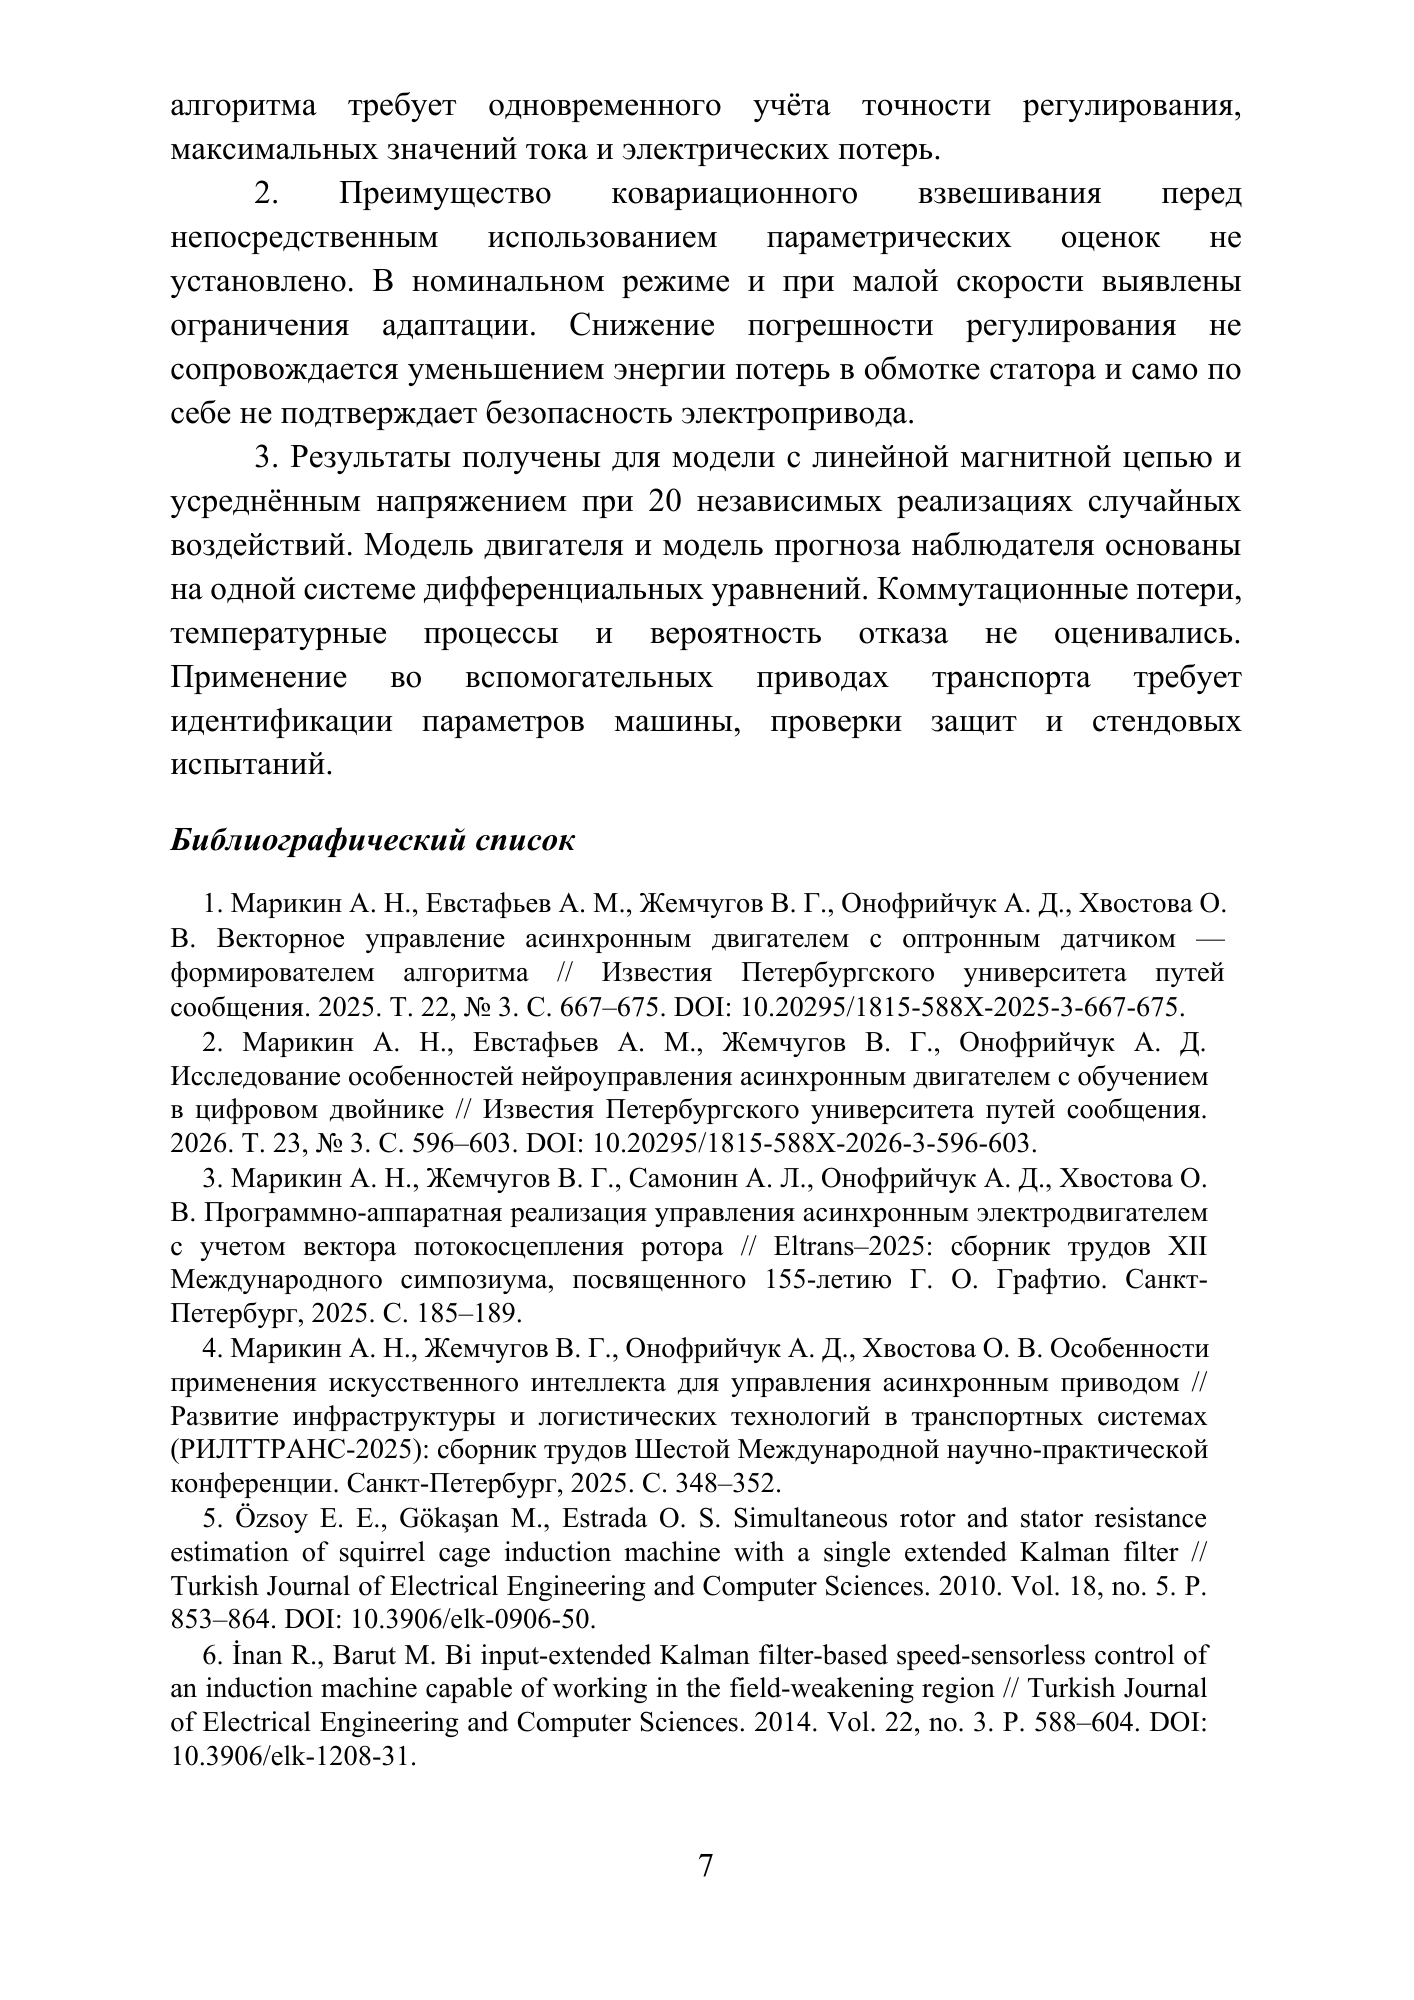 алгоритма требует одновременного учёта точности регулирования,
максимальных значений тока и электрических потерь.
2. Преимущество ковариационного взвешивания перед
непосредственным использованием параметрических оценок не
установлено. В номинальном режиме и при малой скорости выявлены
ограничения адаптации. Снижение погрешности регулирования не
сопровождается уменьшением энергии потерь в обмотке статора и само по
себе не подтверждает безопасность электропривода.
3. Результаты получены для модели с линейной магнитной цепью и
усреднённым напряжением при 20 независимых реализациях случайных
воздействий. Модель двигателя и модель прогноза наблюдателя основаны
на одной системе дифференциальных уравнений. Коммутационные потери,
температурные процессы и вероятность отказа не оценивались.
Применение во вспомогательных приводах транспорта требует
идентификации параметров машины, проверки защит и стендовых
испытаний.
Библиографический список
1. Марикин А. Н., Евстафьев А. М., Жемчугов В. Г., Онофрийчук А. Д., Хвостова О.
В. Векторное управление асинхронным двигателем с оптронным датчиком —
формирователем алгоритма // Известия Петербургского университета путей
сообщения. 2025. Т. 22, № 3. С. 667–675. DOI: 10.20295/1815-588X-2025-3-667-675.
2. Марикин А. Н., Евстафьев А. М., Жемчугов В. Г., Онофрийчук А. Д.
Исследование особенностей нейроуправления асинхронным двигателем с обучением
в цифровом двойнике // Известия Петербургского университета путей сообщения.
2026. Т. 23, № 3. С. 596–603. DOI: 10.20295/1815-588X-2026-3-596-603.
3. Марикин А. Н., Жемчугов В. Г., Самонин А. Л., Онофрийчук А. Д., Хвостова О.
В. Программно-аппаратная реализация управления асинхронным электродвигателем
с учетом вектора потокосцепления ротора // Eltrans–2025: сборник трудов XII
Международного симпозиума, посвященного 155-летию Г. О. Графтио. Санкт-
Петербург, 2025. С. 185–189.
4. Марикин А. Н., Жемчугов В. Г., Онофрийчук А. Д., Хвостова О. В. Особенности
применения искусственного интеллекта для управления асинхронным приводом //
Развитие инфраструктуры и логистических технологий в транспортных системах
(РИЛТТРАНС-2025): сборник трудов Шестой Международной научно-практической
конференции. Санкт-Петербург, 2025. С. 348–352.
5. Özsoy E. E., Gökaşan M., Estrada O. S. Simultaneous rotor and stator resistance
estimation of squirrel cage induction machine with a single extended Kalman filter //
Turkish Journal of Electrical Engineering and Computer Sciences. 2010. Vol. 18, no. 5. P.
853–864. DOI: 10.3906/elk-0906-50.
6. İnan R., Barut M. Bi input-extended Kalman filter-based speed-sensorless control of
an induction machine capable of working in the field-weakening region // Turkish Journal
of Electrical Engineering and Computer Sciences. 2014. Vol. 22, no. 3. P. 588–604. DOI:
10.3906/elk-1208-31.
7